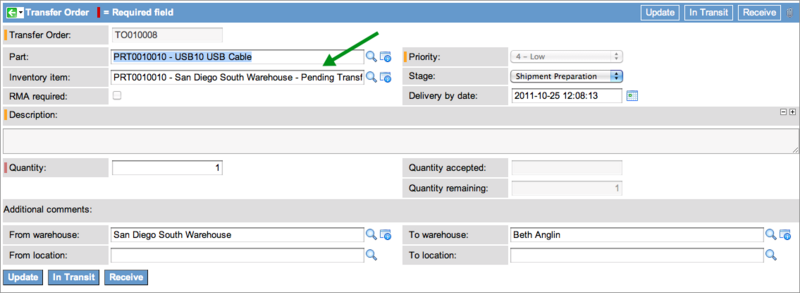 Transfer Order = Required field Update In Transit Receive
Transfer Order: TO010008
Part: PRT0010010 - USB10 USB Cable Priority: 4 - Low
Inventory item: PRT0010010 - San Diego South Warehouse - Pending Transf Stage: Shipment Preparation
RMA required: Delivery by date: 2011-10-25 12:08:13
Description:
Quantity: 1 Quantity accepted:
Quantity remaining: 1
Additional comments:
From warehouse: San Diego South Warehouse To warehouse: Beth Anglin
From location: To location:
Update In Transit Receive